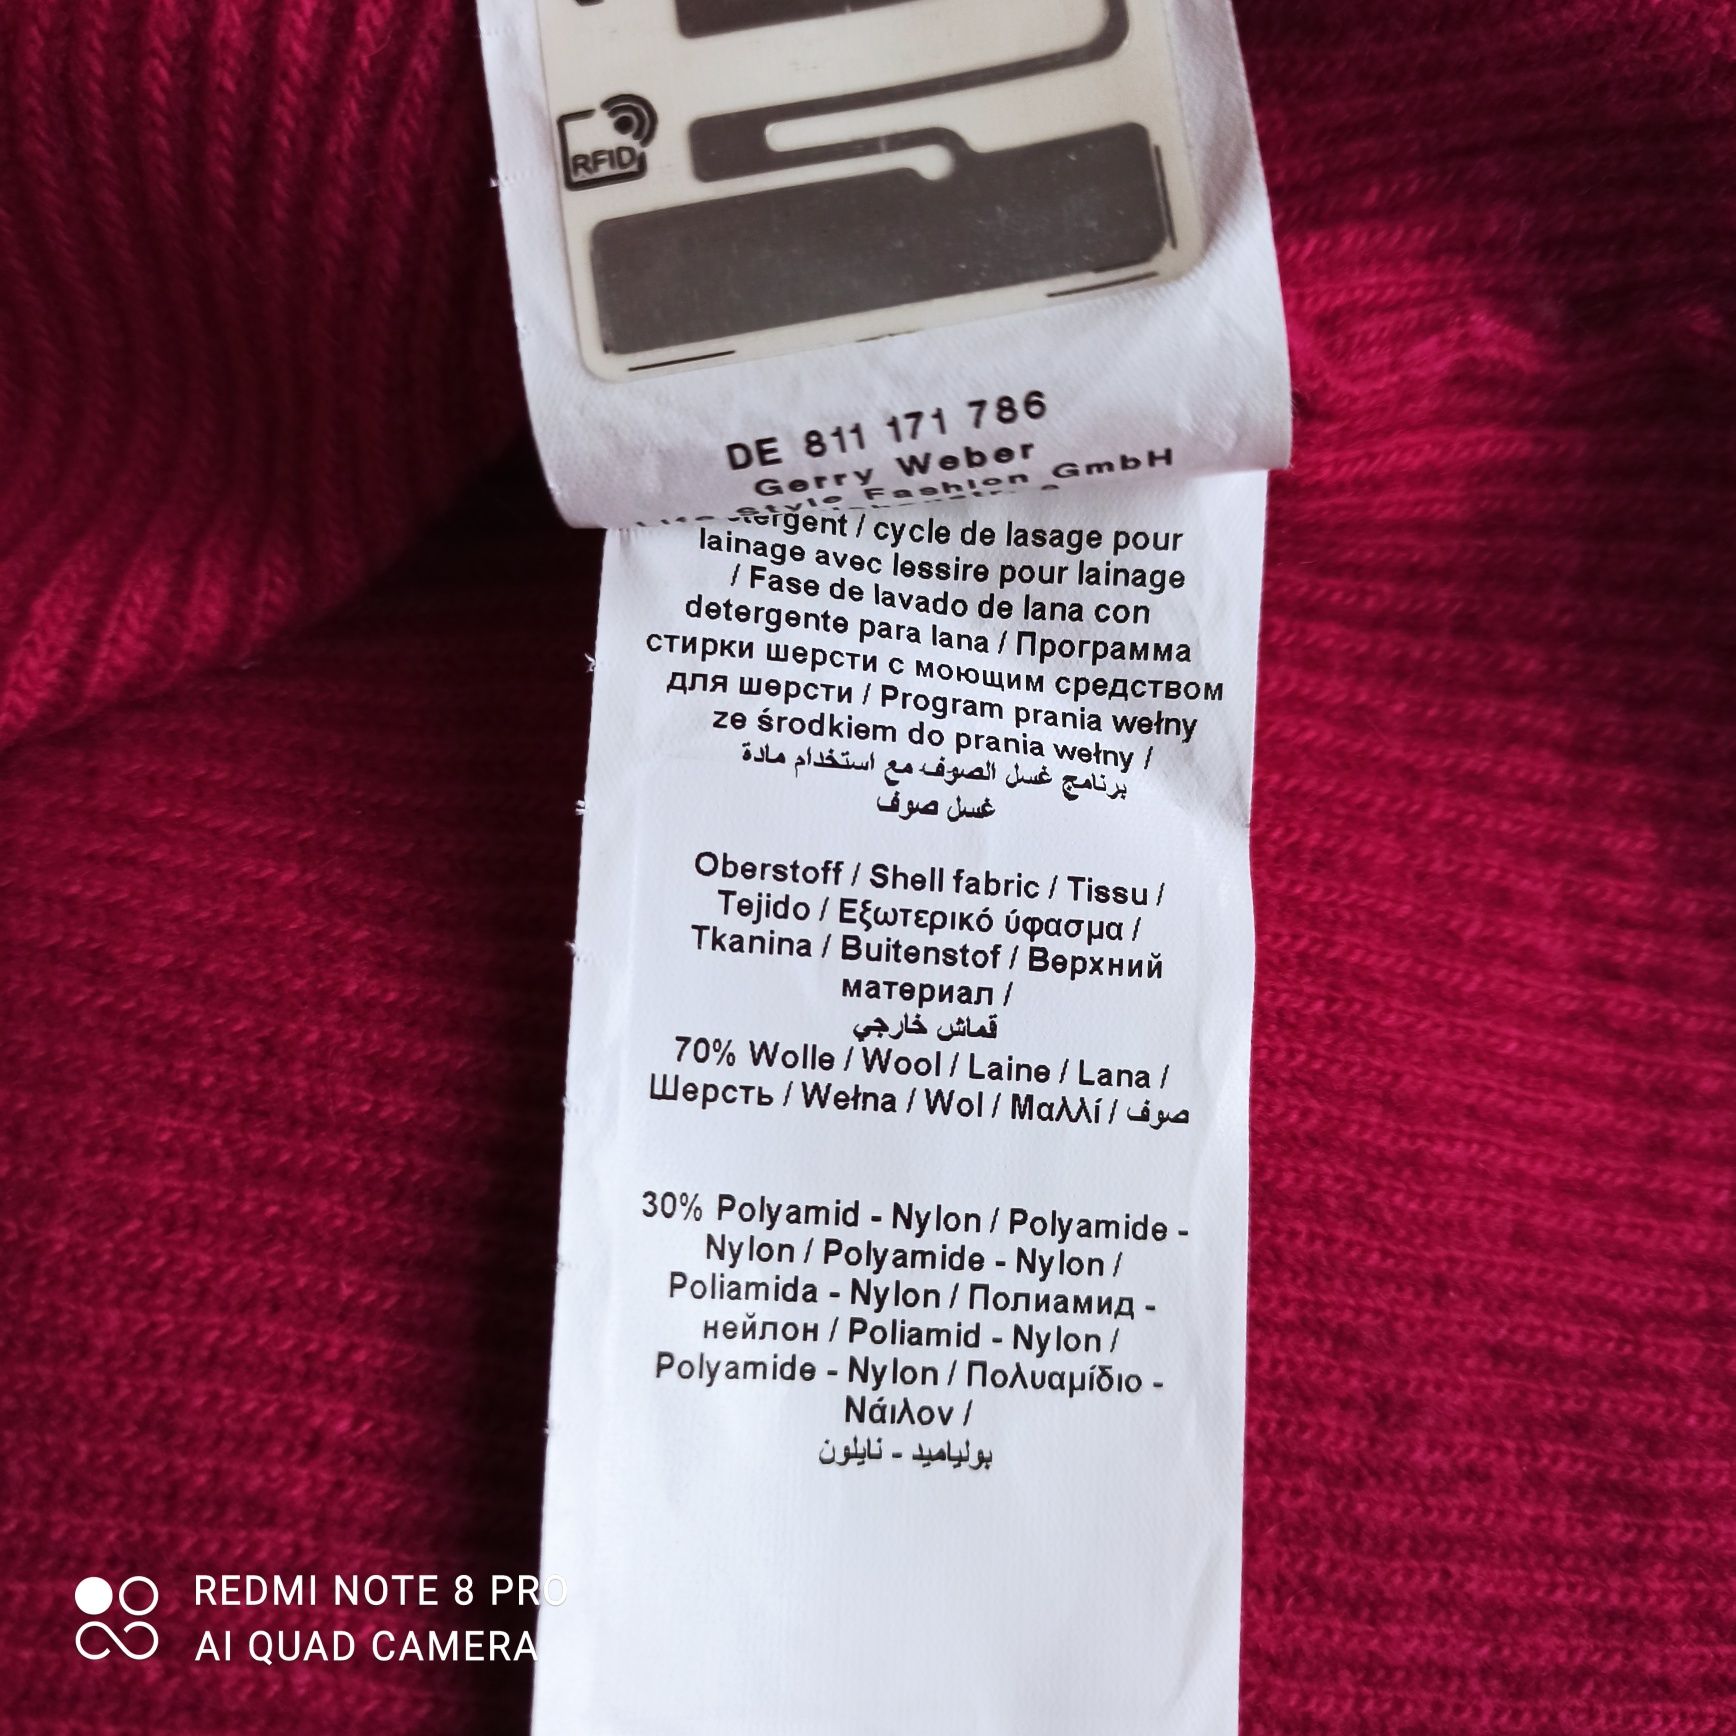 RFID
DE 811 171 786
Gerry Weber
Style Fashion GmbH
/ cycle de lasage pour
lainage avec lessire pour lainage
/ Fase de lavado de lana con
detergente para lana / Программа
стирки шерсти с моющим средством
для шерсти / Program prania wełny
ze środkiem do prania wełny /
برنامج غسل الصوف مع استخدام مادة
غسل صوف
Oberstoff / Shell fabric / Tissu /
Tejido / Εξωτερικό ύφασμα /
Tkanina / Buitenstof / Верхний
материал /
قماش خارجي
70% Wolle / Wool / Laine / Lana /
Шерсть / Wełna / Wol / Μαλλί / صوف
30% Polyamid - Nylon / Polyamide -
Nylon / Polyamide - Nylon /
Poliamida - Nylon / Полиамид -
нейлон / Poliamid - Nylon /
Polyamide - Nylon / Πολυαμίδιο -
Νάιλον /
بولياميد - نايلون
REDMI NOTE 8 PRO
AI QUAD CAMERA